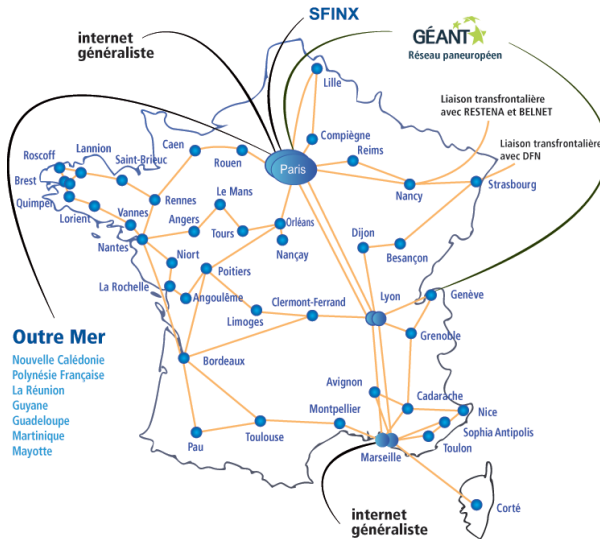 SFINX
internet
généraliste
GÉANT
Réseau paneuropéen
Lille
Liaison transfrontalière
avec RESTENA et BELNET
Compiègne
Caen
Lannion
Roscoff
Saint-Brieuc
Rouen
Reims
Liaison transfrontalière
avec DFN
Paris
Brest
Strasbourg
Nancy
Rennes
Le Mans
Quimper
Lorient
Vannes
Angers
Orléans
Tours
Dijon
Nantes
Nançay
Besançon
Niort
Poitiers
La Rochelle
Angoulême
Clermont-Ferrand
Lyon
Genève
Limoges
Grenoble
Outre Mer
Nouvelle Calédonie
Polynésie Française
La Réunion
Guyane
Guadeloupe
Martinique
Mayotte
Bordeaux
Avignon
Cadarache
Montpellier
Nice
Sophia Antipolis
Pau
Toulouse
Marseille
Toulon
Corté
internet
généraliste